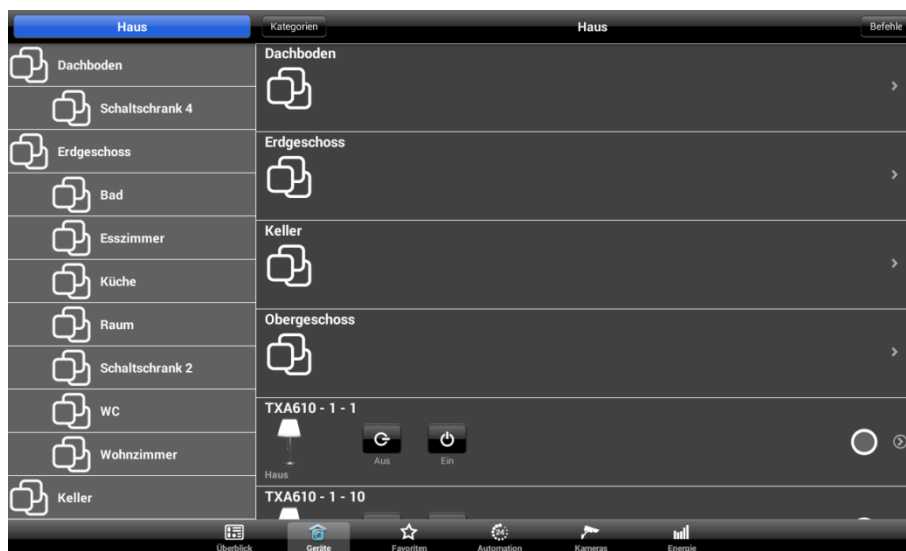 Haus
Kategorien
Haus
Befehle
Dachboden
Schaltschrank 4
Erdgeschoss
Bad
Esszimmer
Küche
Raum
Schaltschrank 2
WC
Wohnzimmer
Keller
Dachboden
Erdgeschoss
Keller
Obergeschoss
TXA610 - 1 - 1
Aus
Ein
Haus
TXA610 - 1 - 10
Überblick
Geräte
Favoriten
24
Automation
Kameras
Energie